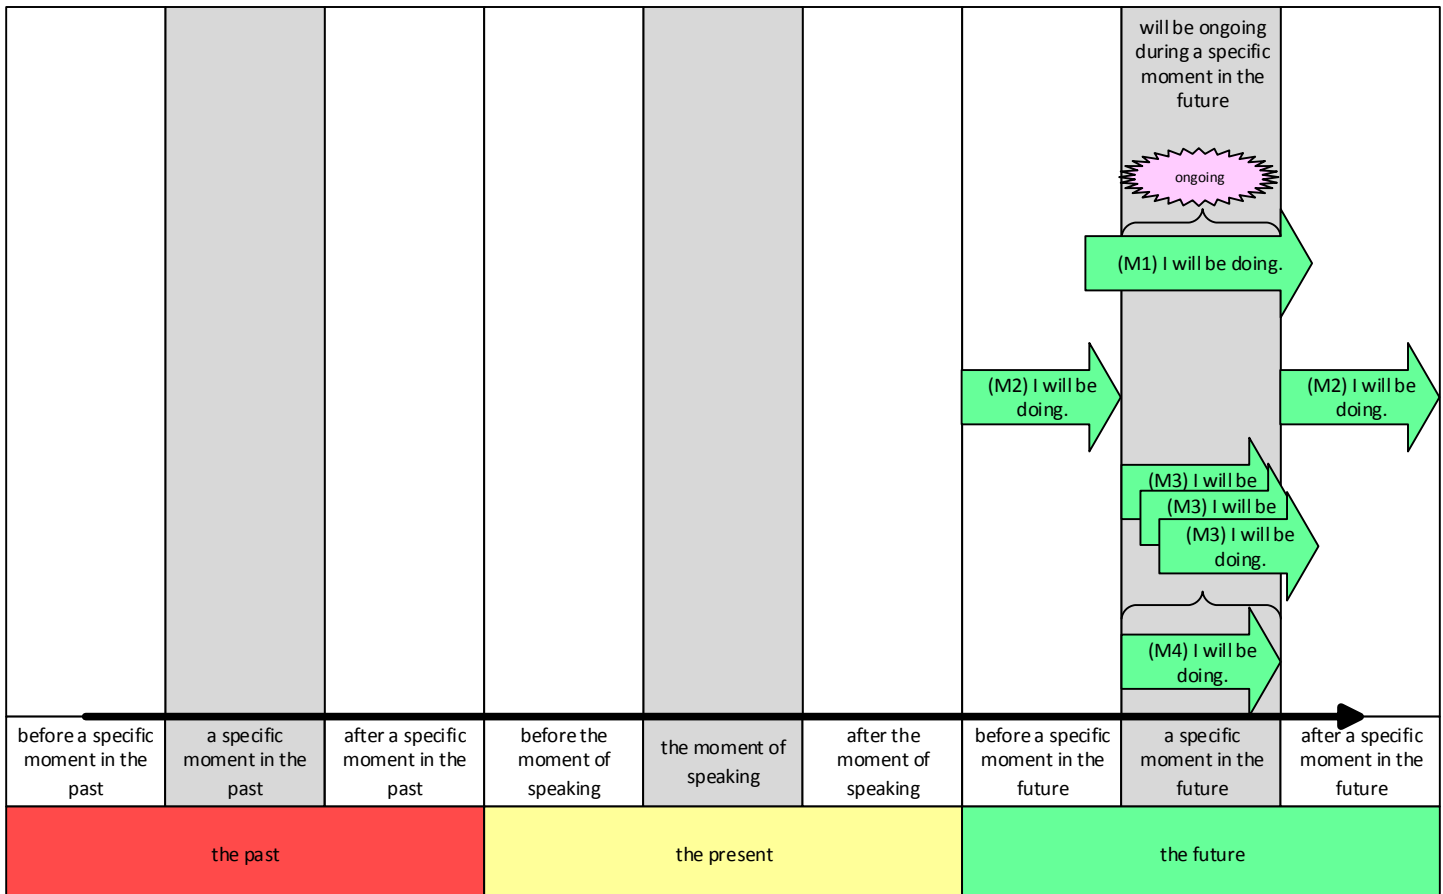 will be ongoing
during a specific
moment in the
future
ongoing
(M1) I will be doing.
(M2) I will be
doing.
(M2) I will be
doing.
(M3) I will be
(M3) I will be
(M3) I will be
doing.
(M4) I will be
doing.
before a specific
moment in the
past
a specific
moment in the
past
after a specific
moment in the
past
before the
moment of
speaking
the moment of
speaking
after the
moment of
speaking
before a specific
moment in the
future
a specific
moment in the
future
after a specific
moment in the
future
the past
the present
the future